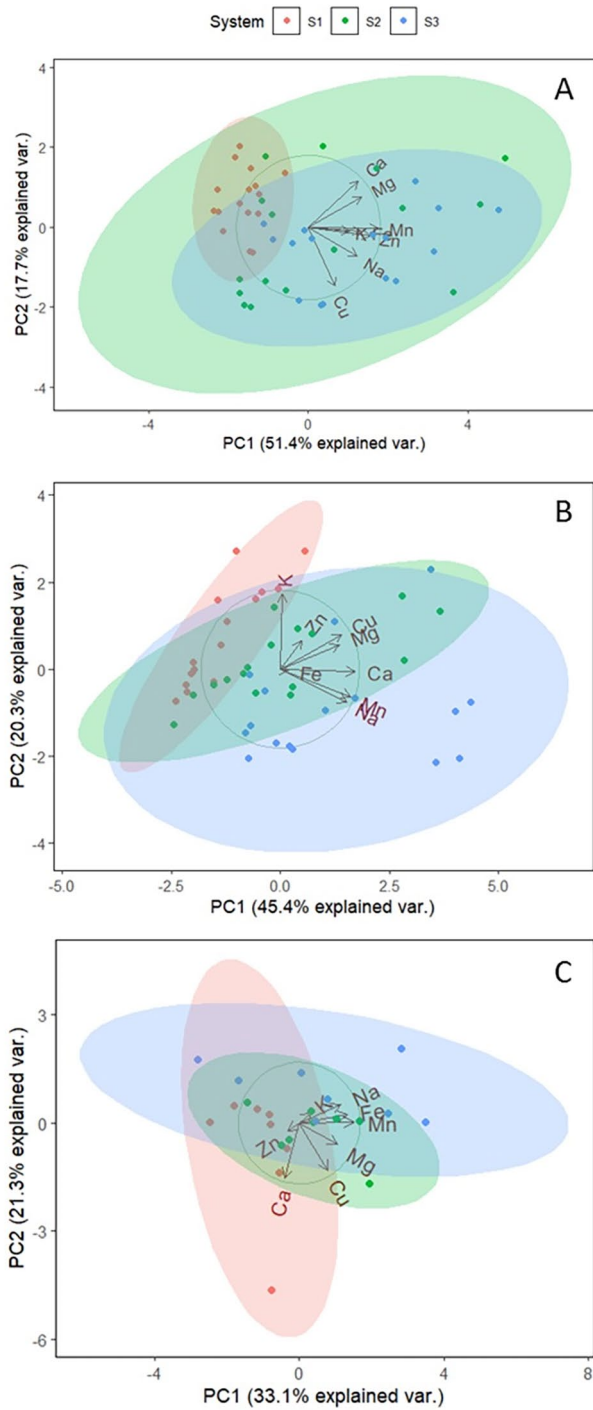 System S1 S2 S3
A
4
2
0
-2
-4
PC2 (17.7% explained var.)
Ca
Mg
K
Mn
Zn
Na
Cu
-4 0 4
PC1 (51.4% explained var.)
B
4
2
0
-2
-4
PC2 (20.3% explained var.)
K
Zn
Cu
Mg
Fe
Ca
Mn
Na
-5.0 -2.5 0.0 2.5 5.0
PC1 (45.4% explained var.)
C
3
0
-3
-6
PC2 (21.3% explained var.)
K
Na
Fe
Mn
Zn
Mg
Ca
Cu
-4 0 4 8
PC1 (33.1% explained var.)